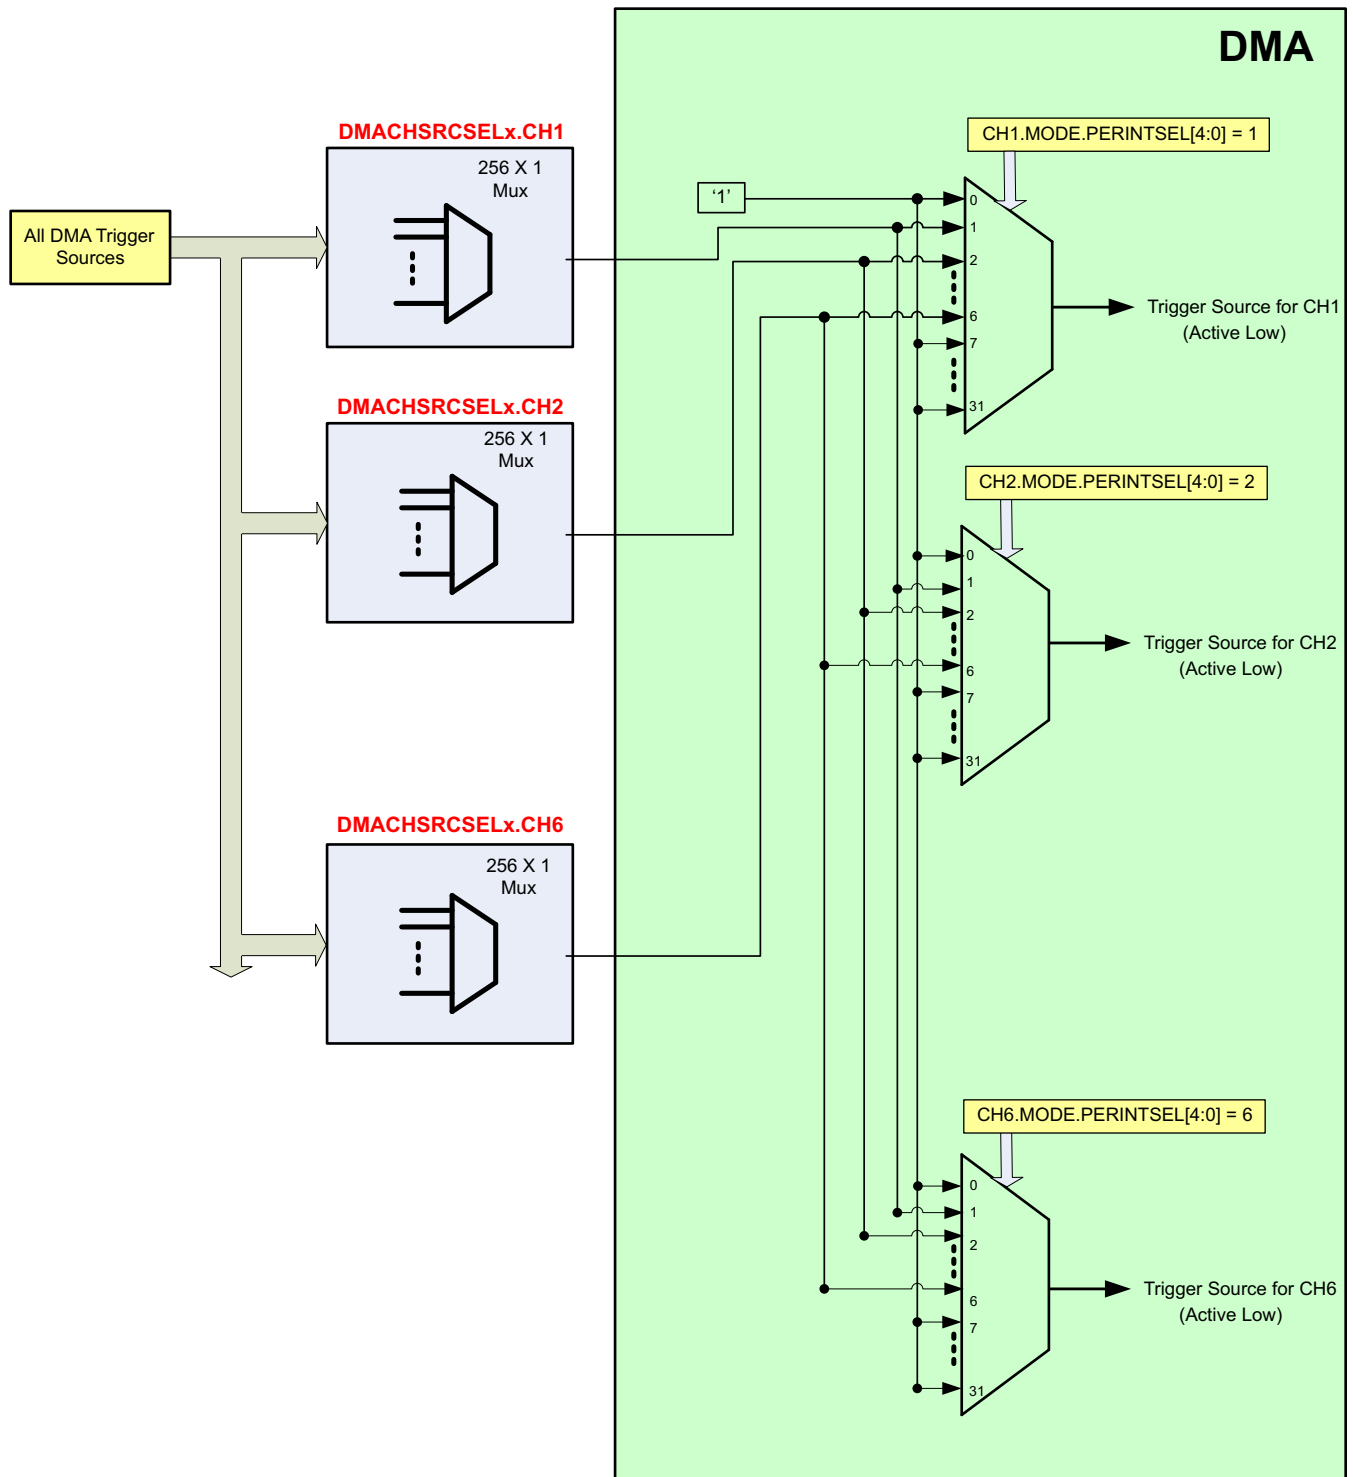 DMA
DMACHSRCSELx.CH1
256 X 1
Mux
All DMA Trigger
Sources
CH1.MODE.PERINTSEL[4:0] = 1
‘1’
0
1
2
6
7
31
Trigger Source for CH1
(Active Low)
DMACHSRCSELx.CH2
256 X 1
Mux
CH2.MODE.PERINTSEL[4:0] = 2
0
1
2
6
7
31
Trigger Source for CH2
(Active Low)
DMACHSRCSELx.CH6
256 X 1
Mux
CH6.MODE.PERINTSEL[4:0] = 6
0
1
2
6
7
31
Trigger Source for CH6
(Active Low)